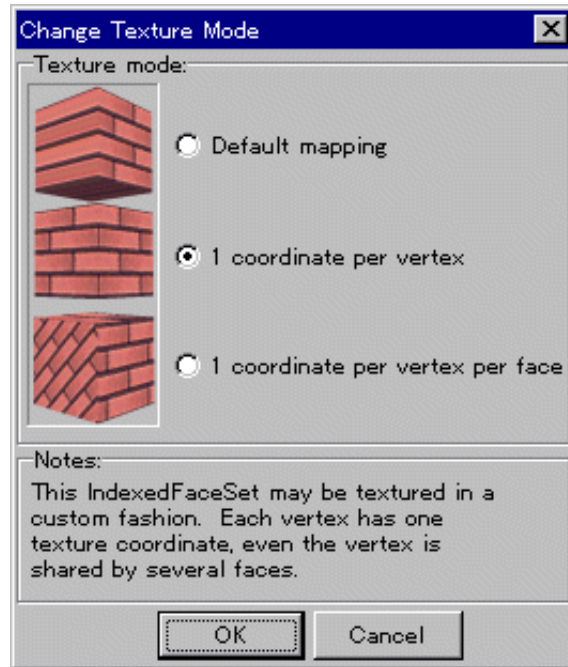 Change Texture Mode
Texture mode:
Default mapping
1 coordinate per vertex
1 coordinate per vertex per face
Notes:
This IndexedFaceSet may be textured in a
custom fashion. Each vertex has one
texture coordinate, even the vertex is
shared by several faces.
OK
Cancel